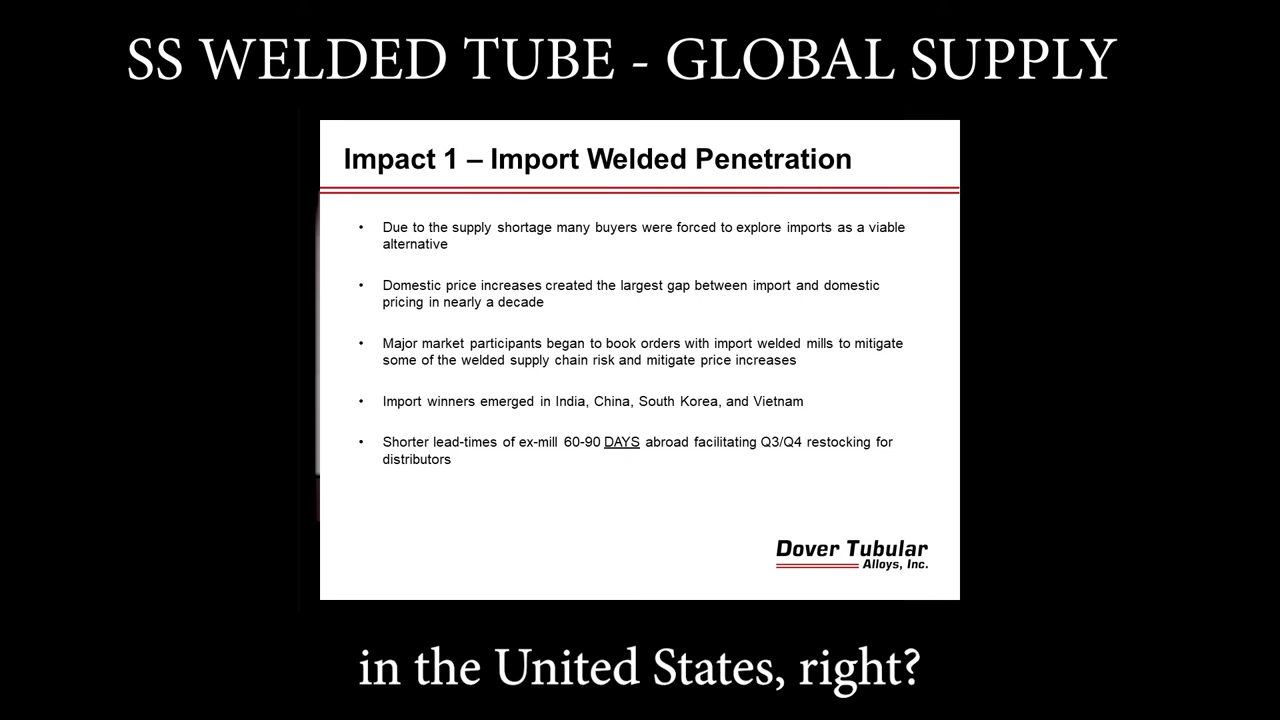 SS WELDED TUBE - GLOBAL SUPPLY
Impact 1 – Import Welded Penetration
• Due to the supply shortage many buyers were forced to explore imports as a viable
alternative
• Domestic price increases created the largest gap between import and domestic
pricing in nearly a decade
• Major market participants began to book orders with import welded mills to mitigate
some of the welded supply chain risk and mitigate price increases
• Import winners emerged in India, China, South Korea, and Vietnam
• Shorter lead-times of ex-mill 60-90 DAYS abroad facilitating Q3/Q4 restocking for
distributors
Dover Tubular
Alloys, Inc.
in the United States, right?